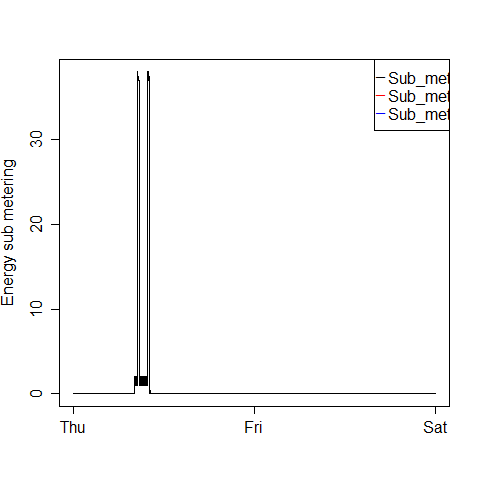 Sub_met
Sub_met
Sub_met
Energy sub metering
30
20
10
0
Thu Fri Sat